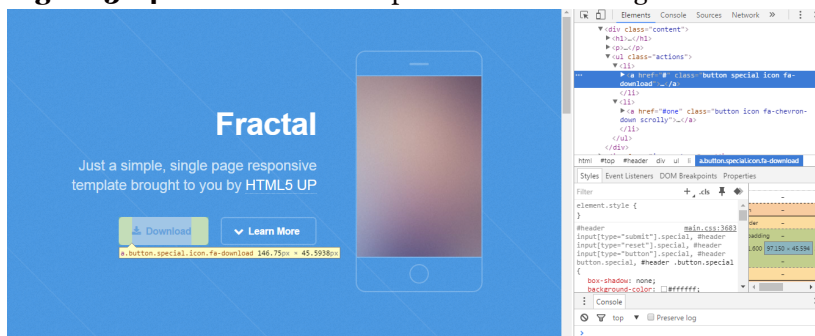 Fractal
Just a simple, single page responsive
template brought to you by HTML5 UP
Download
Learn More
a.button.special.icon.fa-download 146.75px × 45.5938px
Elements Console Sources Network »
▼<div class="content">
▶<h1>…</h1>
▶<p>…</p>
▼<ul class="actions">
▼<li>
▶<a href="#" class="button special icon fa-
download">…</a>
</li>
▼<li>
▶<a href="#one" class="button icon fa-chevron-
down scrolly">…</a>
</li>
</ul>
</div>
html #top #header div ul li a.button.special.icon.fa-download
Styles Event Listeners DOM Breakpoints Properties
Filter + .cls
element.style {
}
#header main.css:3683
input[type="submit"].special, #header
input[type="reset"].special, #header
input[type="button"].special, #header
button.special, #header .button.special
{
box-shadow: none;
background-color: #ffffff;
97.150 × 45.594
Console
top ▼ Preserve log
>